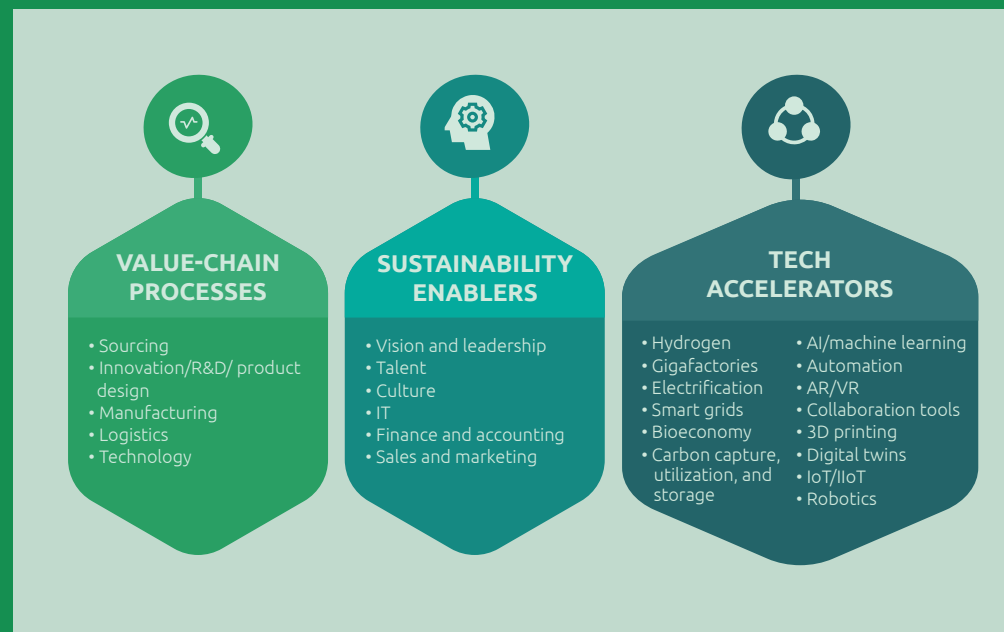 VALUE-CHAIN
PROCESSES
• Sourcing
• Innovation/R&D/ product
design
• Manufacturing
• Logistics
• Technology
SUSTAINABILITY
ENABLERS
• Vision and leadership
• Talent
• Culture
• IT
• Finance and accounting
• Sales and marketing
TECH
ACCELERATORS
• Hydrogen
• Gigafactories
• Electrification
• Smart grids
• Bioeconomy
• Carbon capture,
utilization, and
storage
• AI/machine learning
• Automation
• AR/VR
• Collaboration tools
• 3D printing
• Digital twins
• IoT/IIoT
• Robotics